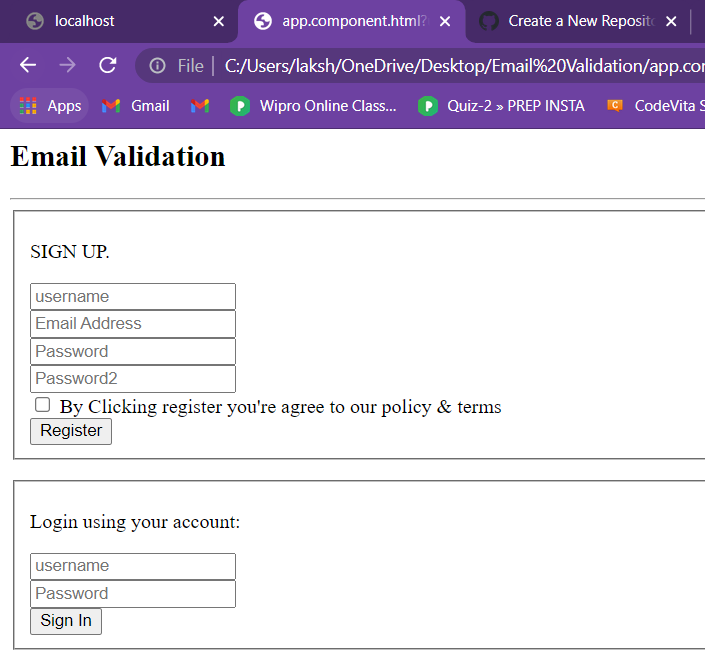 localhost
app.component.html?
Create a New Reposito
File
C:/Users/laksh/OneDrive/Desktop/Email%20Validation/app.com
Apps
Gmail
Wipro Online Class...
Quiz-2 » PREP INSTA
CodeVita S
Email Validation
SIGN UP.
username
Email Address
Password
Password2
By Clicking register you're agree to our policy & terms
Register
Login using your account:
username
Password
Sign In